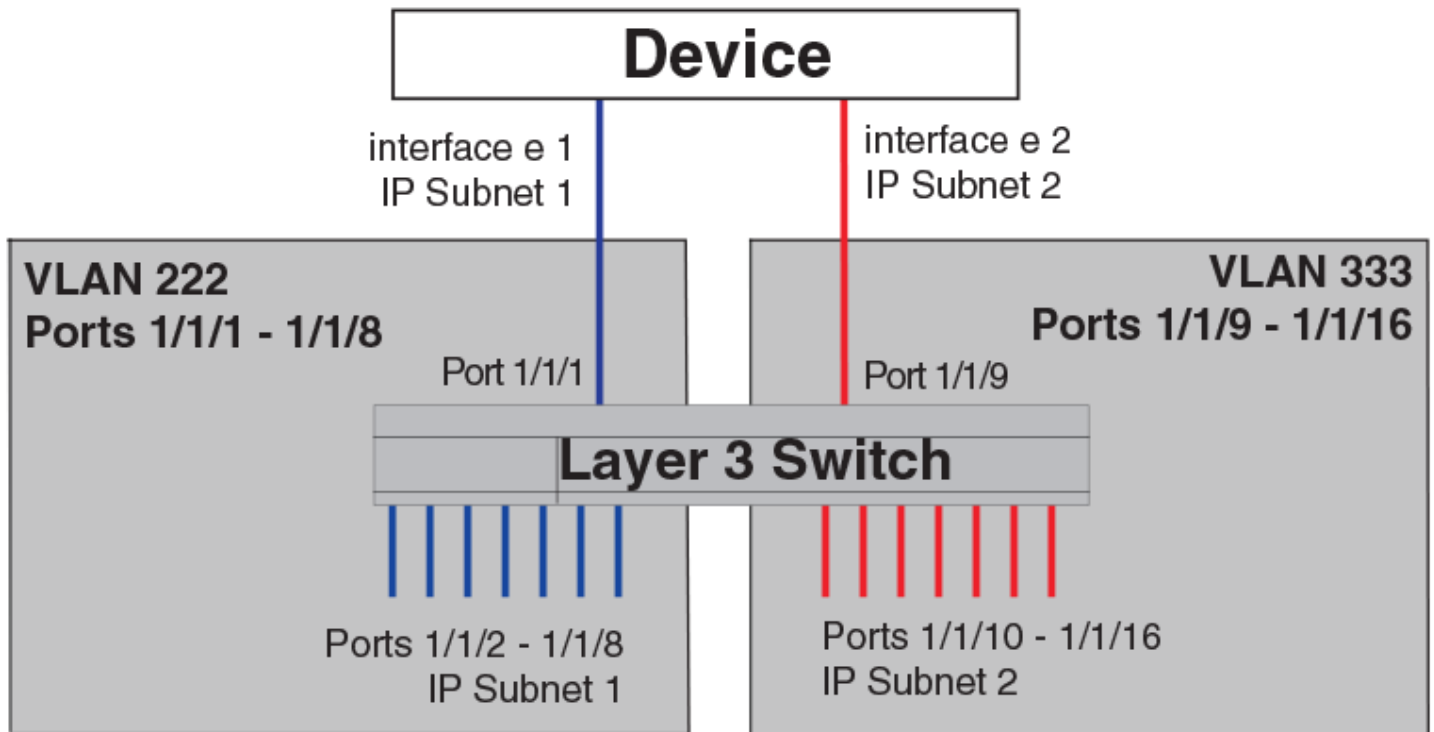 Device
interface e 1
IP Subnet 1
interface e 2
IP Subnet 2
VLAN 222
Ports 1/1/1 - 1/1/8
VLAN 333
Ports 1/1/9 - 1/1/16
Port 1/1/1
Port 1/1/9
Layer 3 Switch
Ports 1/1/2 - 1/1/8
IP Subnet 1
Ports 1/1/10 - 1/1/16
IP Subnet 2